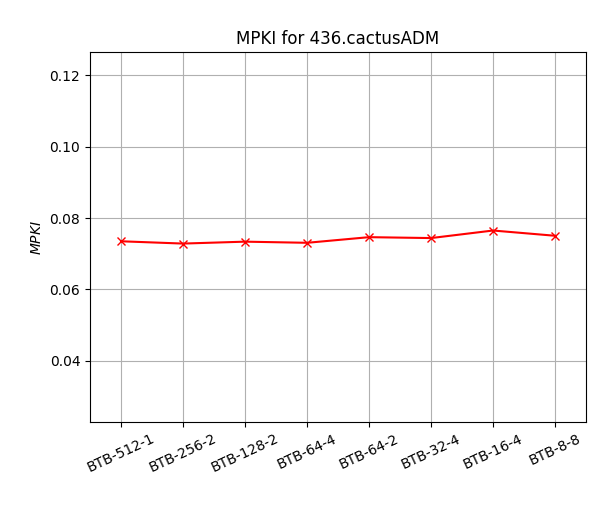 MPKI for 436.cactusADM
0.12
0.10
0.08
0.06
0.04
MPKI
BTB-512-1
BTB-256-2
BTB-128-2
BTB-64-4
BTB-64-2
BTB-32-4
BTB-16-4
BTB-8-8